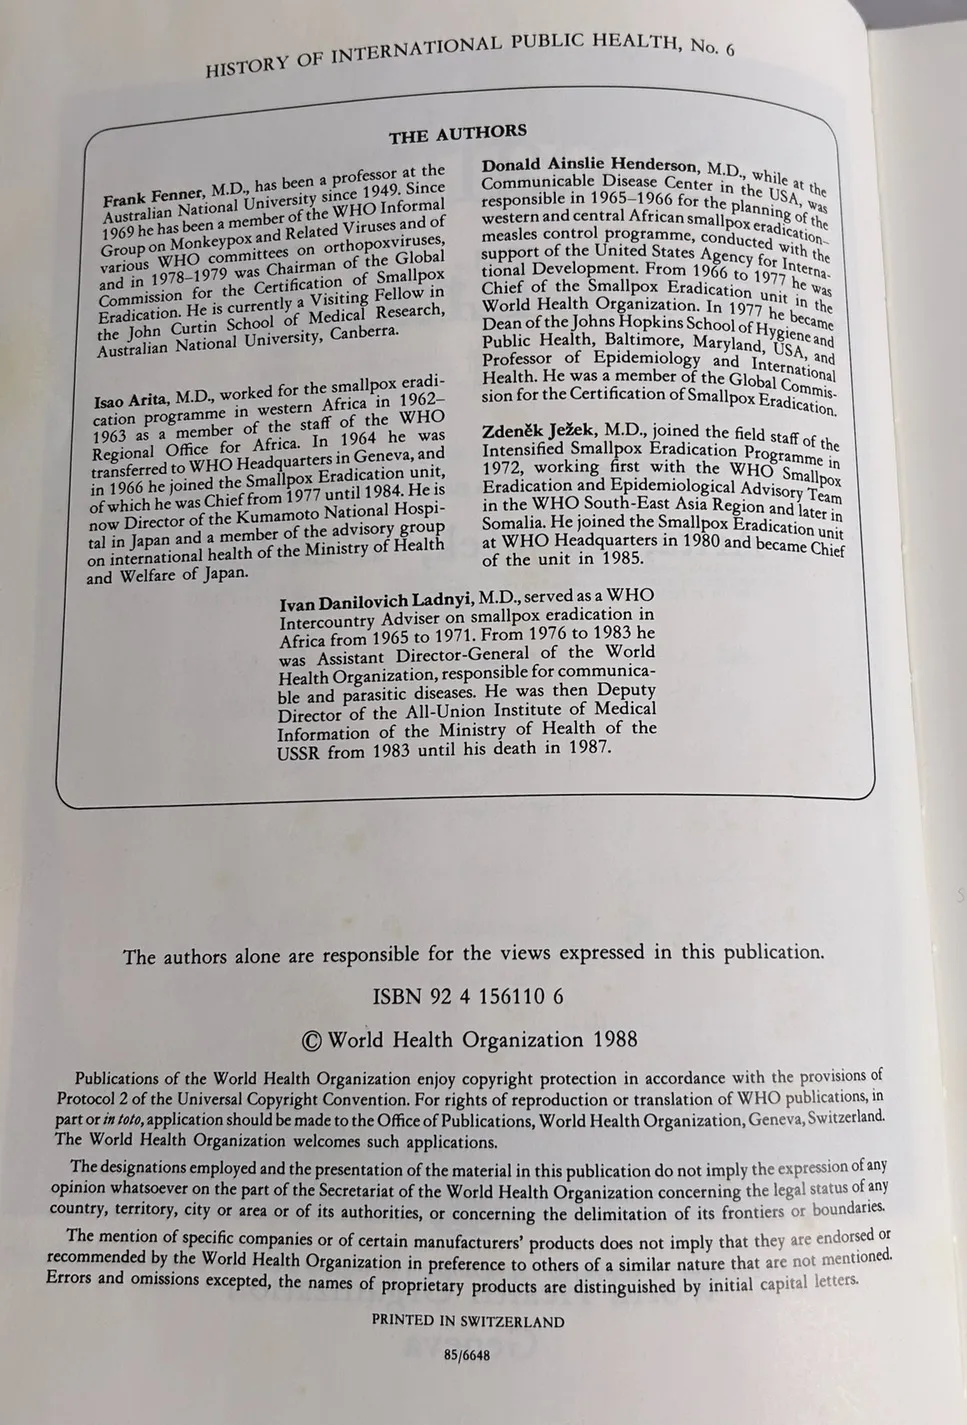 HISTORY OF INTERNATIONAL PUBLIC HEALTH, No. 6
THE AUTHORS
Frank Fenner, M.D., has been a professor at the
Australian National University since 1949. Since
1969 he has been a member of the WHO Informal
Group on Monkeypox and Related Viruses and of
various WHO committees on orthopoxviruses,
and in 1978–1979 was Chairman of the Global
Commission for the Certification of Smallpox
Eradication. He is currently a Visiting Fellow in
the John Curtin School of Medical Research,
Australian National University, Canberra.
Isao Arita, M.D., worked for the smallpox eradi-
cation programme in western Africa in 1962–
1963 as a member of the staff of the WHO
Regional Office for Africa. In 1964 he was
transferred to WHO Headquarters in Geneva, and
in 1966 he joined the Smallpox Eradication unit,
of which he was Chief from 1977 until 1984. He is
now Director of the Kumamoto National Hospi-
tal in Japan and a member of the advisory group
on international health of the Ministry of Health
and Welfare of Japan.
Donald Ainslie Henderson, M.D., while at the
Communicable Disease Center in the USA, was
responsible in 1965–1966 for the planning of the
western and central African smallpox eradication–
measles control programme, conducted with the
support of the United States Agency for Interna-
tional Development. From 1966 to 1977 he was
Chief of the Smallpox Eradication unit in the
World Health Organization. In 1977 he became
Dean of the Johns Hopkins School of Hygiene and
Public Health, Baltimore, Maryland, USA, and
Professor of Epidemiology and International
Health. He was a member of the Global Commis-
sion for the Certification of Smallpox Eradication.
Zdeněk Ježek, M.D., joined the field staff of the
Intensified Smallpox Eradication Programme in
1972, working first with the WHO Smallpox
Eradication and Epidemiological Advisory Team
in the WHO South-East Asia Region and later in
Somalia. He joined the Smallpox Eradication unit
at WHO Headquarters in 1980 and became Chief
of the unit in 1985.
Ivan Danilovich Ladnyi, M.D., served as a WHO
Intercountry Adviser on smallpox eradication in
Africa from 1965 to 1971. From 1976 to 1983 he
was Assistant Director-General of the World
Health Organization, responsible for communica-
ble and parasitic diseases. He was then Deputy
Director of the All-Union Institute of Medical
Information of the Ministry of Health of the
USSR from 1983 until his death in 1987.
The authors alone are responsible for the views expressed in this publication.
ISBN 92 4 156110 6
© World Health Organization 1988
Publications of the World Health Organization enjoy copyright protection in accordance with the provisions of
Protocol 2 of the Universal Copyright Convention. For rights of reproduction or translation of WHO publications, in
part or in toto, application should be made to the Office of Publications, World Health Organization, Geneva, Switzerland.
The World Health Organization welcomes such applications.
The designations employed and the presentation of the material in this publication do not imply the expression of any
opinion whatsoever on the part of the Secretariat of the World Health Organization concerning the legal status of any
country, territory, city or area or of its authorities, or concerning the delimitation of its frontiers or boundaries.
The mention of specific companies or of certain manufacturers' products does not imply that they are endorsed or
recommended by the World Health Organization in preference to others of a similar nature that are not mentioned.
Errors and omissions excepted, the names of proprietary products are distinguished by initial capital letters.
PRINTED IN SWITZERLAND
85/6648